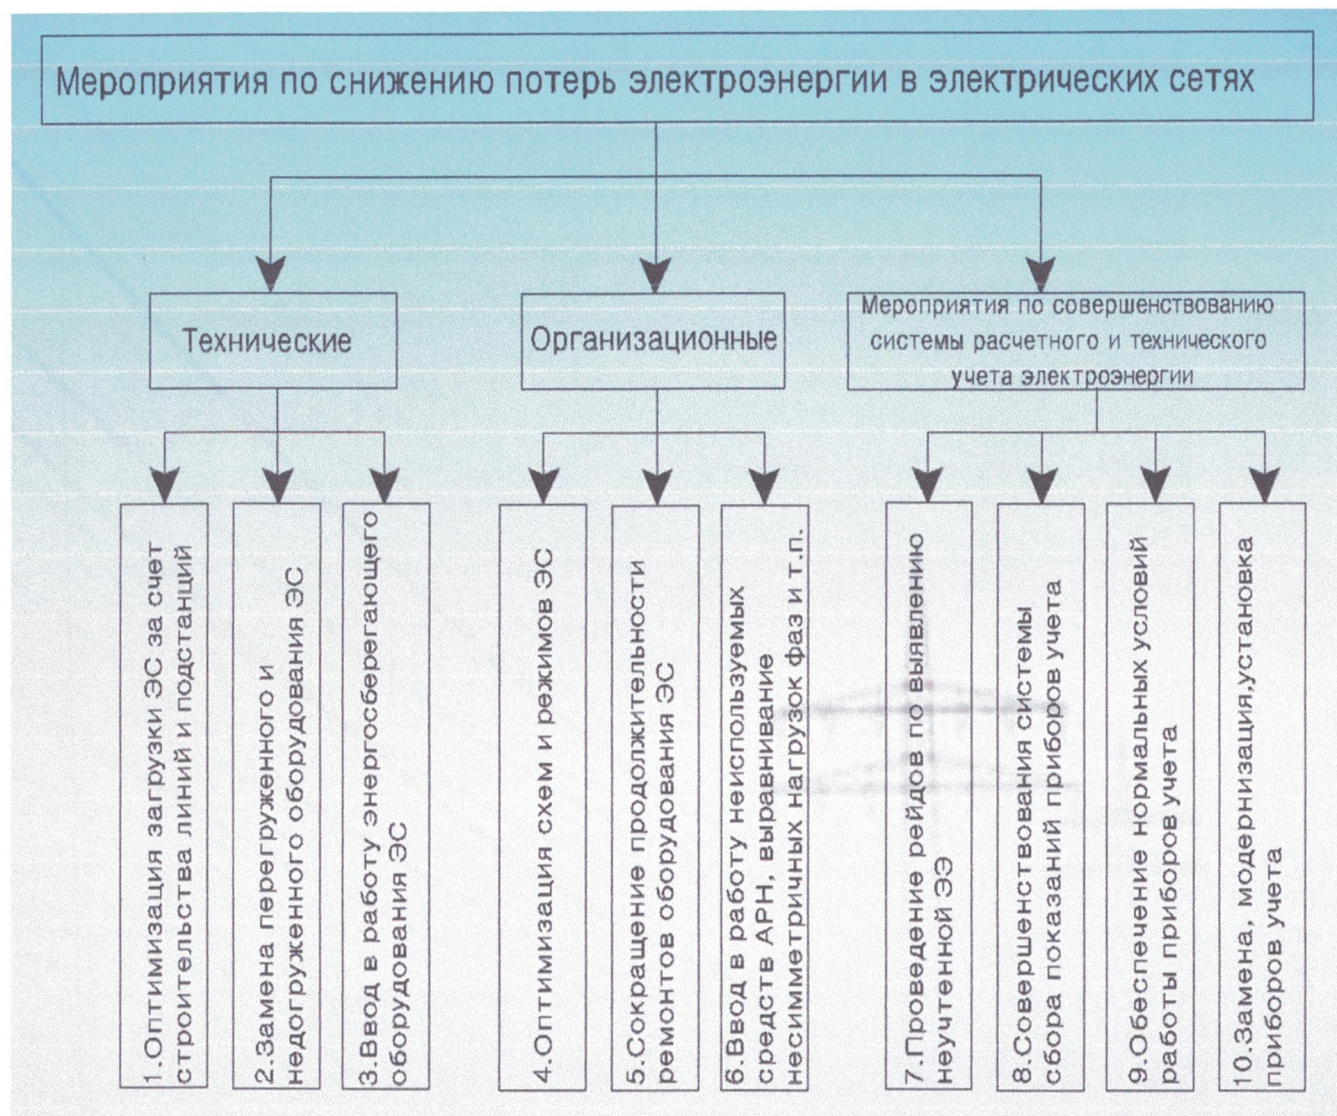 Мероприятия по снижению потерь электроэнергии в электрических сетях
Технические
Организационные
Мероприятия по совершенствованию
системы расчетного и технического
учета электроэнергии
1.Оптимизация загрузки ЭС за счет
строительства линий и подстанций
2.Замена перегруженного и
недогруженного оборудования ЭС
3.Ввод в работу энергосберегающего
оборудования ЭС
4.Оптимизация схем и режимов ЭС
5.Сокращение продолжительности
ремонтов оборудования ЭС
6.Ввод в работу неиспользуемых
средств АРН, выравнивание
несимметричных нагрузок фаз и т.п.
7.Проведение рейдов по выявлению
неучтенной ЭЭ
8.Совершенствования системы
сбора показаний приборов учета
9.Обеспечение нормальных условий
работы приборов учета
10.Замена, модернизация,установка
приборов учета